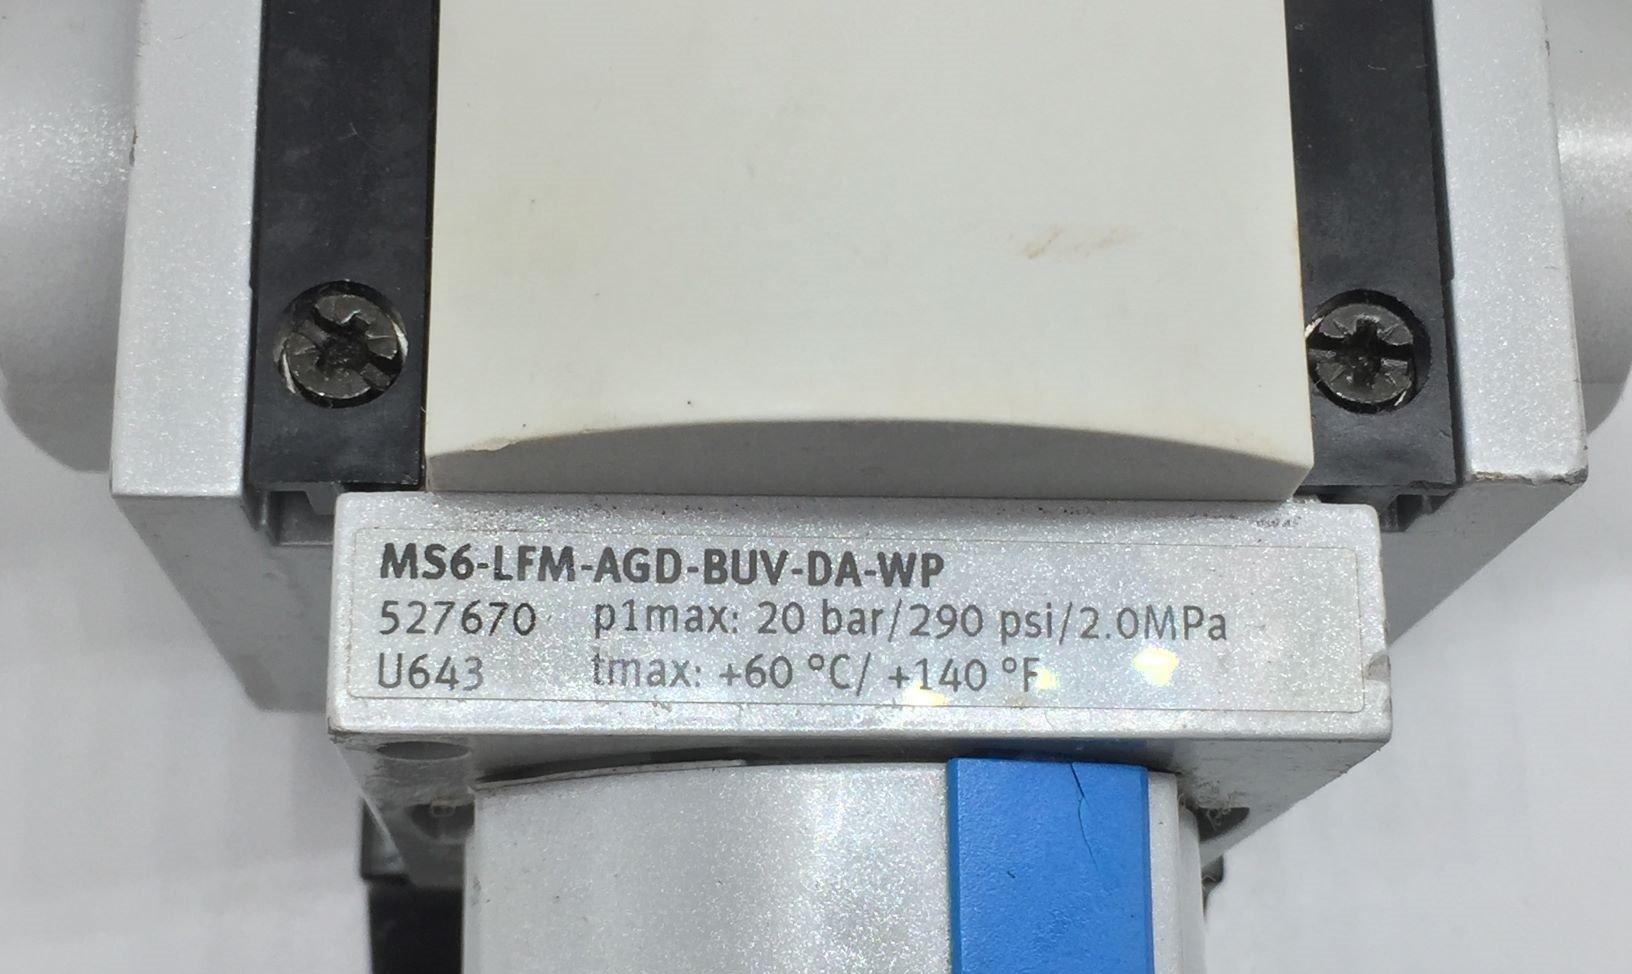 MS6-LFM-AGD-BUV-DA-WP
527670 p1max: 20 bar/290 psi/2.0MPa
U643 tmax: +60 °C/ +140 °F